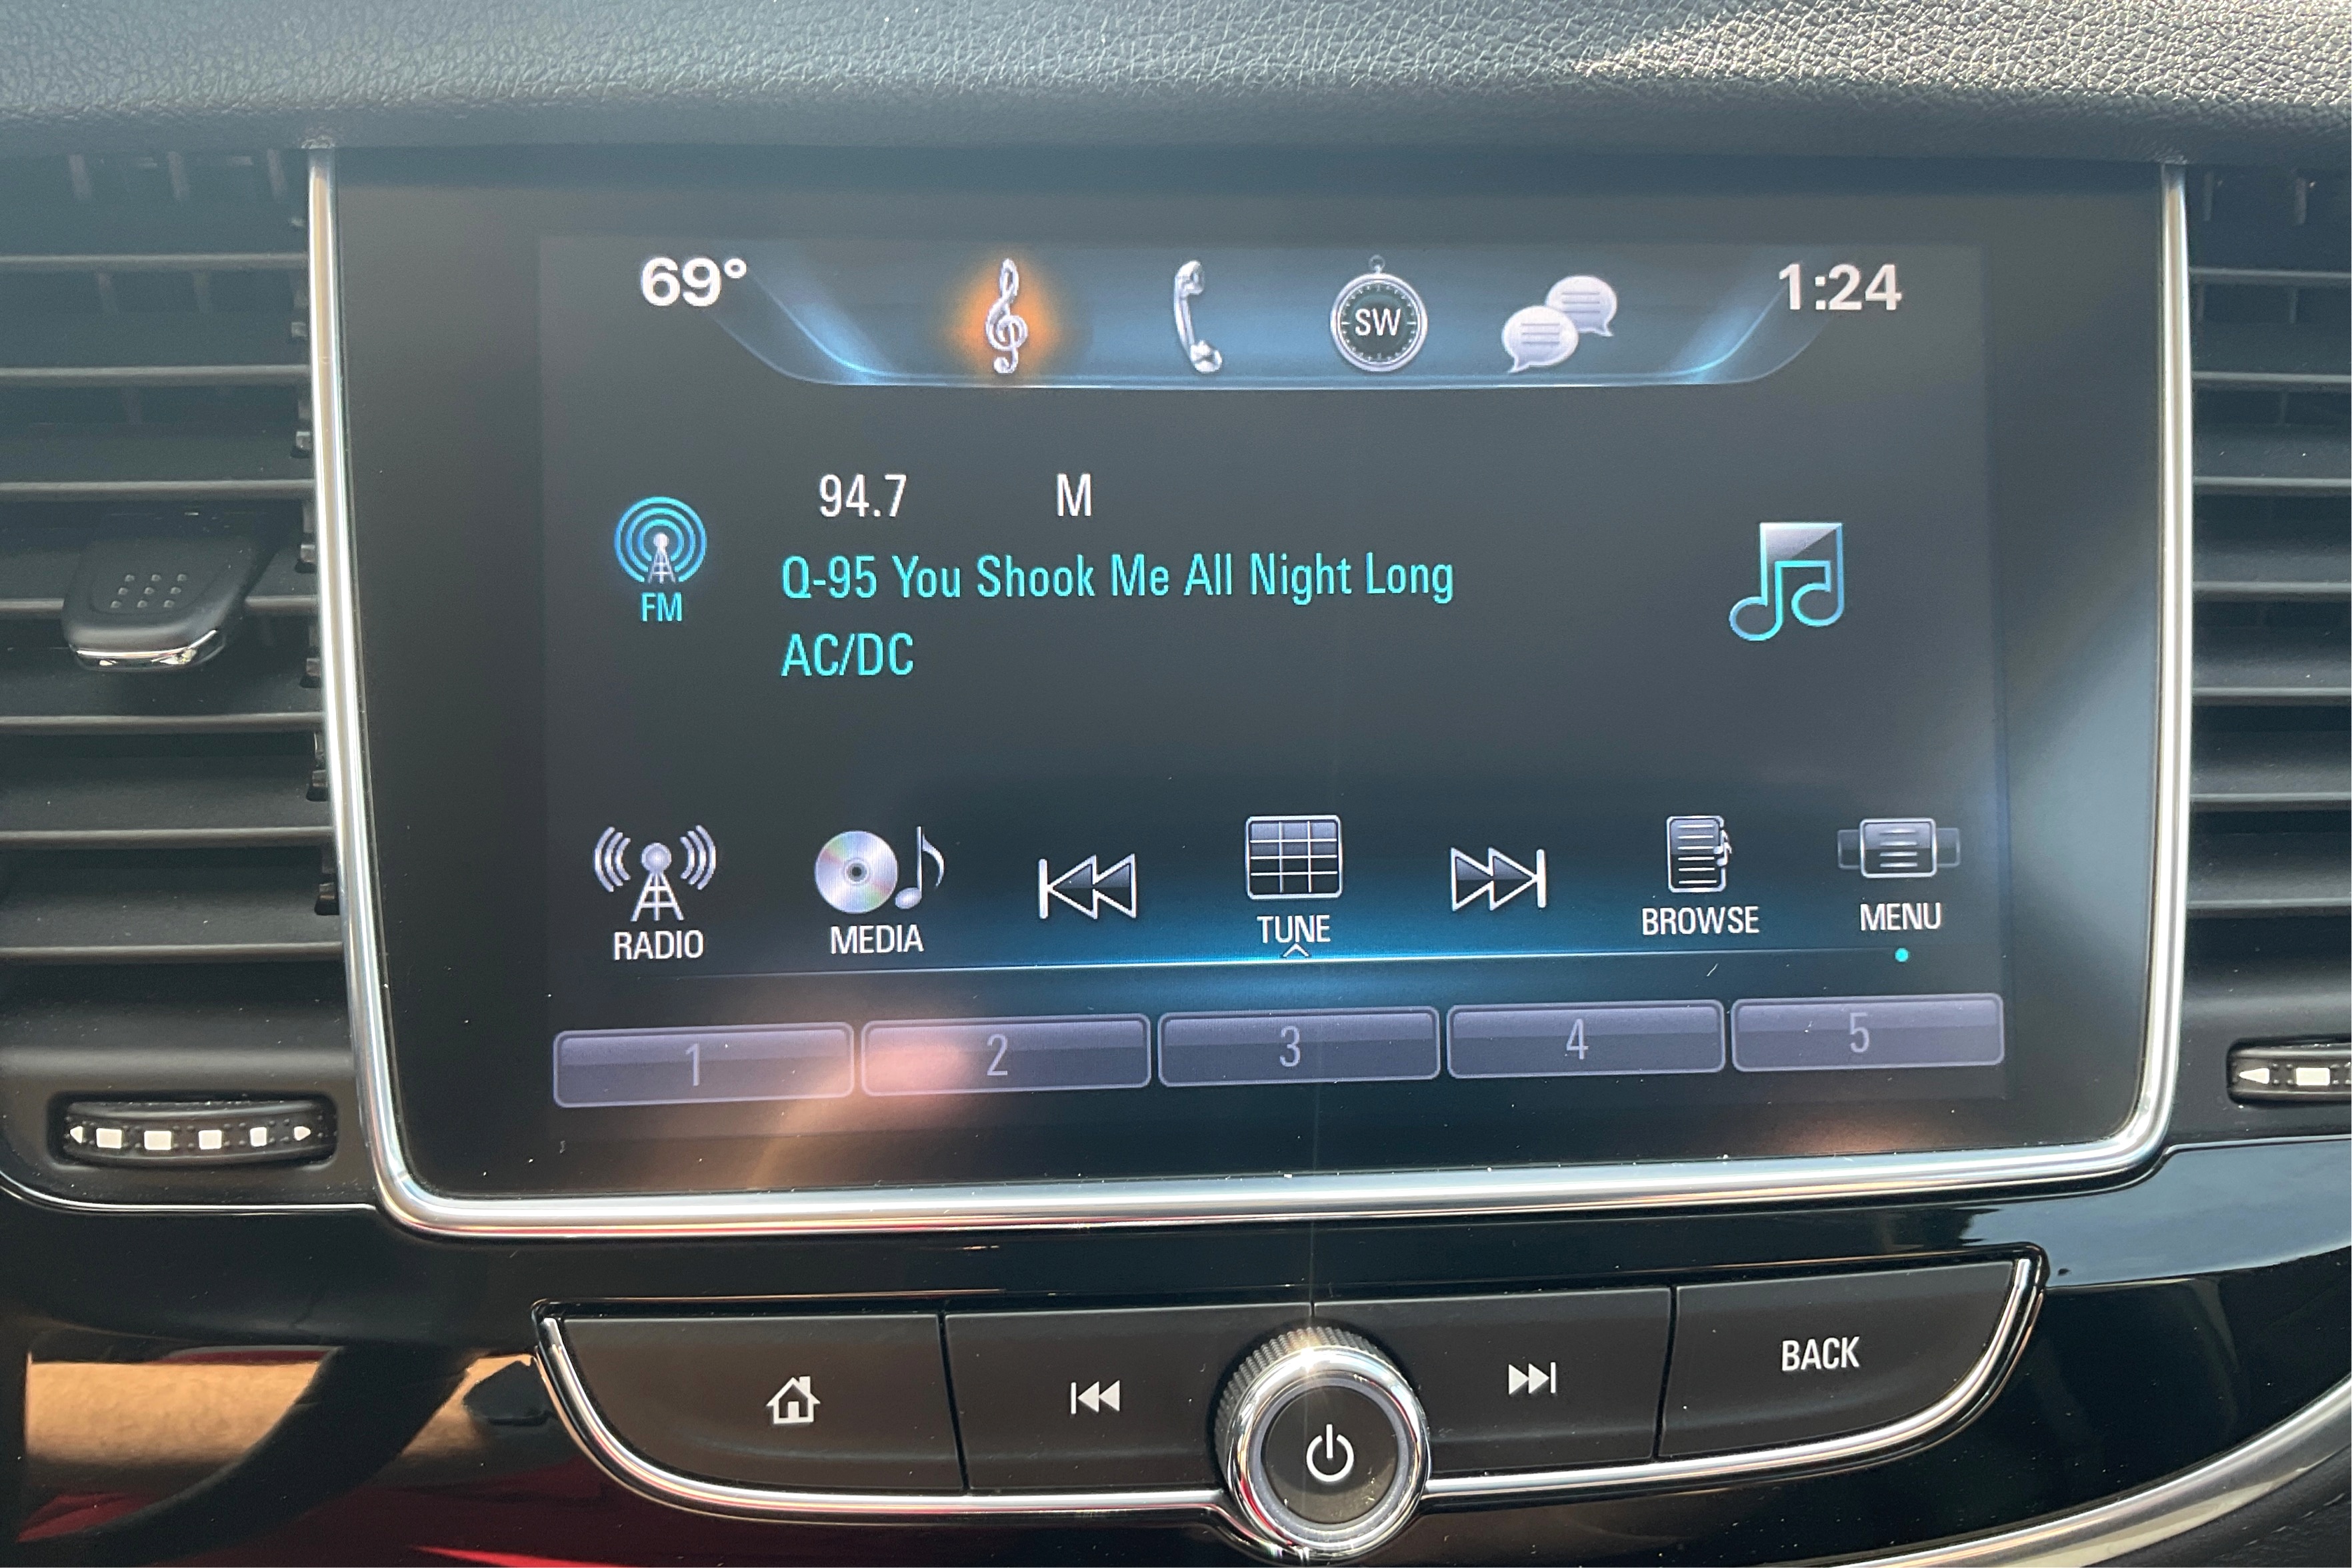 69° SW 1:24
94.7 M
FM
Q-95 You Shook Me All Night Long
AC/DC
RADIO MEDIA TUNE BROWSE MENU
1 2 3 4 5
BACK